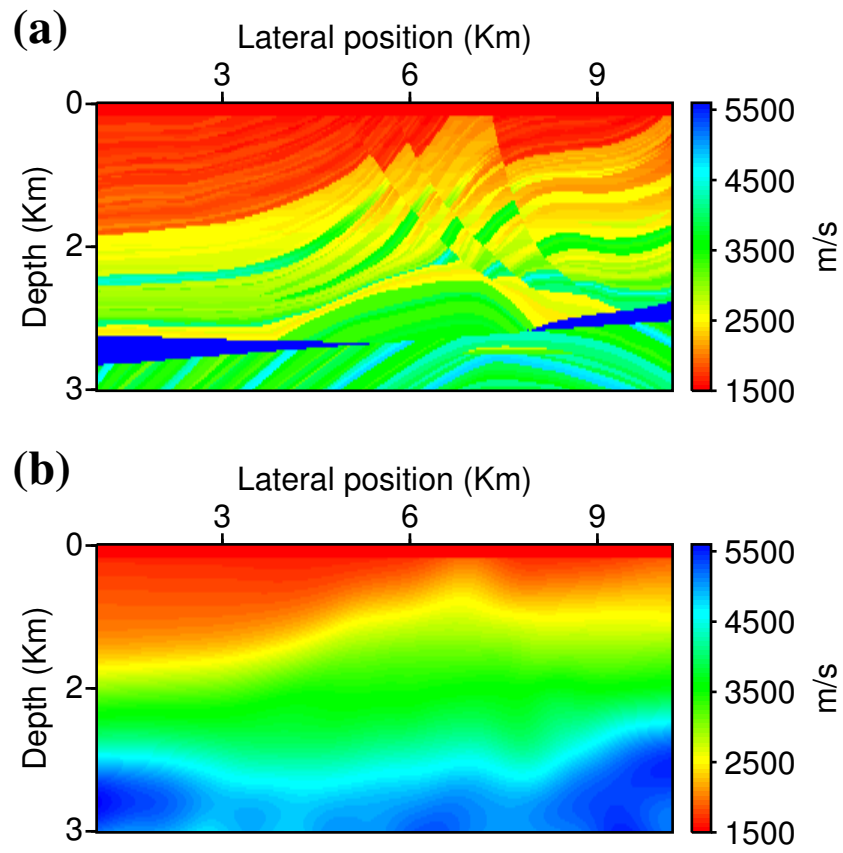 (a)
Lateral position (Km)
3 6 9
0
2
3
Depth (Km)
5500
4500
3500
2500
1500
m/s
(b)
Lateral position (Km)
3 6 9
0
2
3
Depth (Km)
5500
4500
3500
2500
1500
m/s